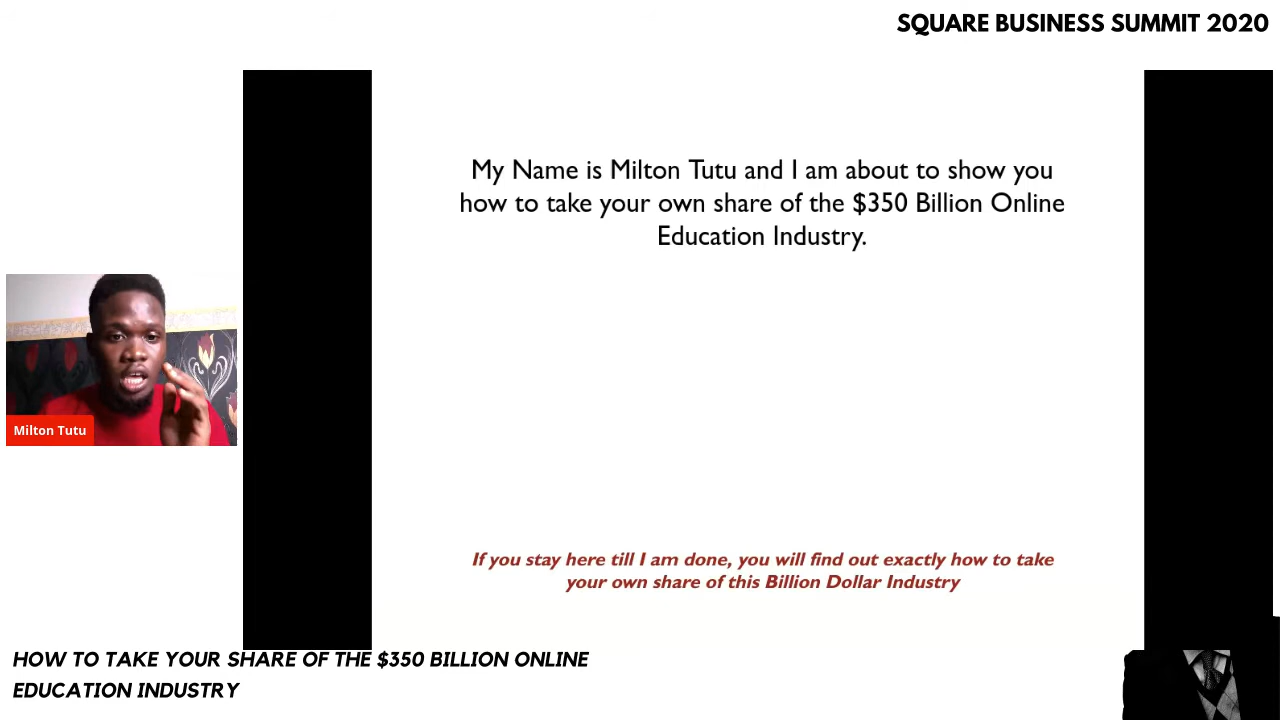 SQUARE BUSINESS SUMMIT 2020
My Name is Milton Tutu and I am about to show you
how to take your own share of the $350 Billion Online
Education Industry.
Milton Tutu
If you stay here till I am done, you will find out exactly how to take
your own share of this Billion Dollar Industry
HOW TO TAKE YOUR SHARE OF THE $350 BILLION ONLINE
EDUCATION INDUSTRY